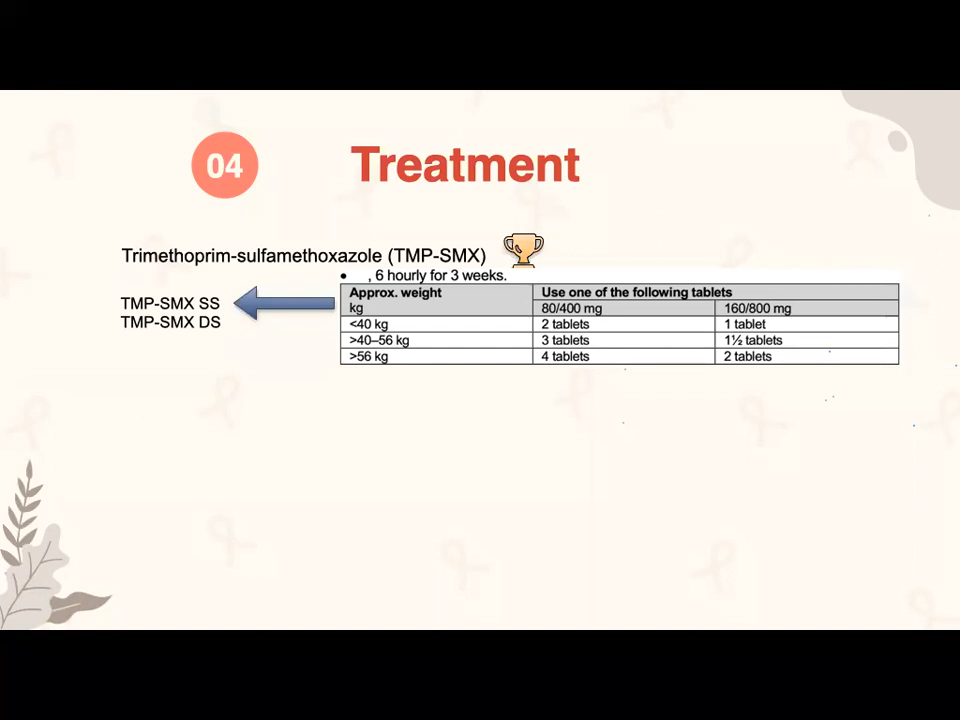 04
Treatment
Trimethoprim-sulfamethoxazole (TMP-SMX)
• , 6 hourly for 3 weeks.
TMP-SMX SS
TMP-SMX DS
Approx. weight Use one of the following tablets
kg 80/400 mg 160/800 mg
<40 kg 2 tablets 1 tablet
>40–56 kg 3 tablets 1½ tablets
>56 kg 4 tablets 2 tablets